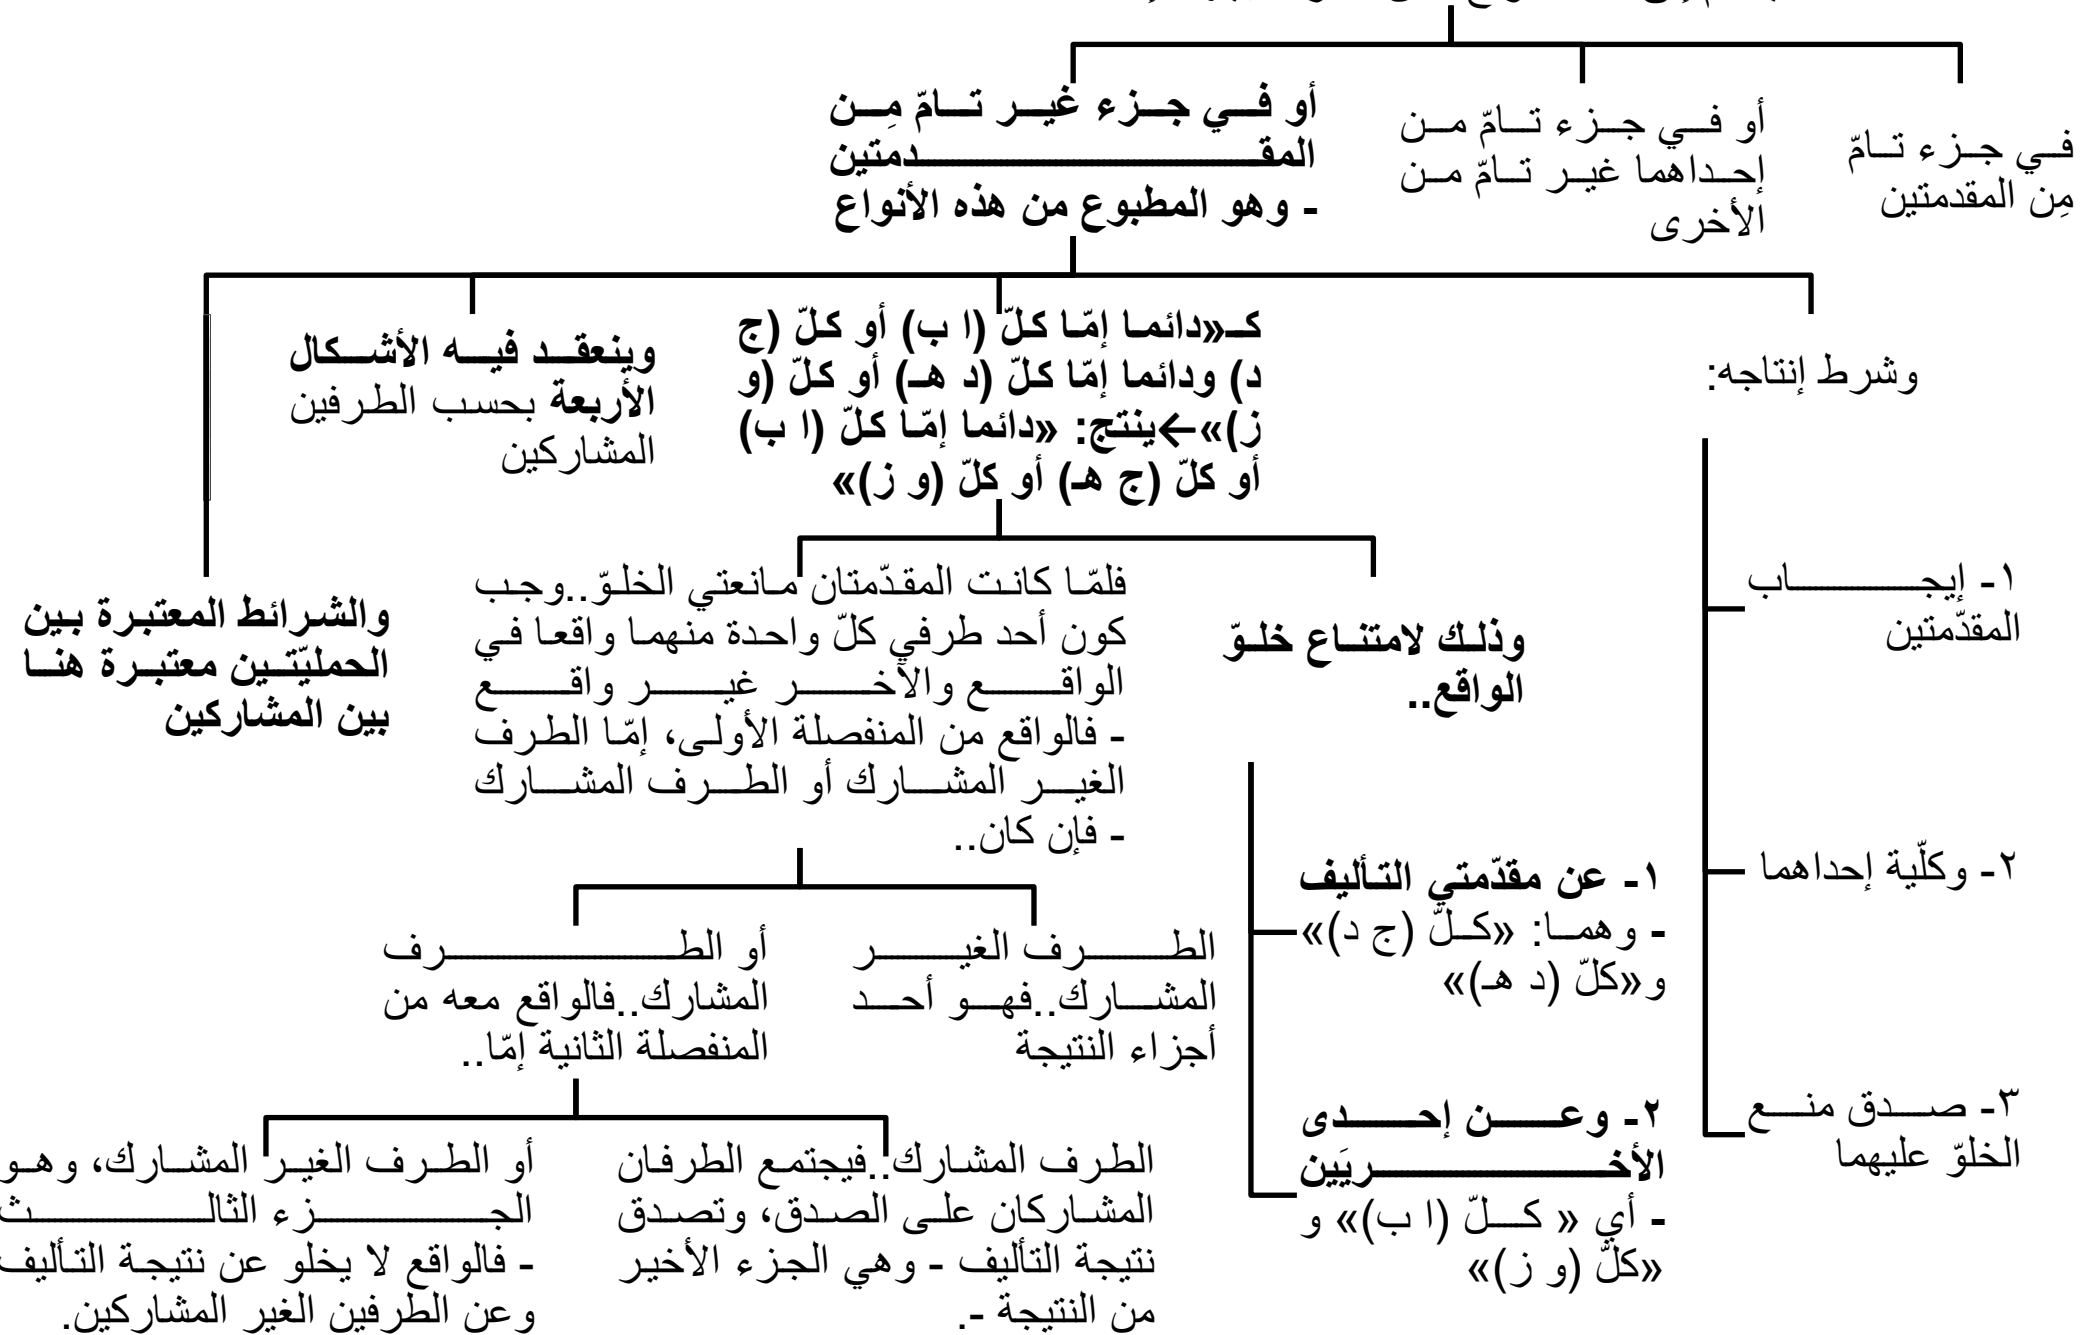 في جزء تامّ
مِن المقدمتين
أو في جزء تامّ من
إحداهما غير تامّ من
الأخرى
أو في جزء غير تامّ مِن
المقدمتين
- وهو المطبوع من هذه الأنواع
وشرط إنتاجه:
١- إيجاب
المقدّمتين
٢- وكلّية إحداهما
٣- صدق منع
الخلوّ عليهما
كـ«دائما إمّا كلّ (ا ب) أو كلّ (ج
د) ودائما إمّا كلّ (د هـ) أو كلّ (و
ز)»←ينتج: «دائما إمّا كلّ (ا ب)
أو كلّ (ج هـ) أو كلّ (و ز)»
وذلك لامتناع خلوّ
الواقع..
١- عن مقدّمتي التأليف
- وهما: «كلّ (ج د)»
و«كلّ (د هـ)»
٢- وعن إحدى
الأخريَين
- أي « كلّ (ا ب)» و
«كلّ (و ز)»
فلمّا كانت المقدّمتان مانعتي الخلوّ..وجب
كون أحد طرفي كلّ واحدة منهما واقعا في
الواقع والآخر غير واقع
- فالواقع من المنفصلة الأولى، إمّا الطرف
الغير المشارك أو الطرف المشارك
- فإن كان..
الطرف الغير
المشارك..فهو أحد
أجزاء النتيجة
أو الطرف
المشارك..فالواقع معه من
المنفصلة الثانية إمّا..
الطرف المشارك..فيجتمع الطرفان
المشاركان على الصدق، وتصدق
نتيجة التأليف - وهي الجزء الأخير
من النتيجة -.
أو الطرف الغير المشارك، وهو
الجزء الثالث
- فالواقع لا يخلو عن نتيجة التأليف
وعن الطرفين الغير المشاركين.
وينعقد فيه الأشكال
الأربعة بحسب الطرفين
المشاركين
والشرائط المعتبرة بين
الحمليّتين معتبرة هنا
بين المشاركين